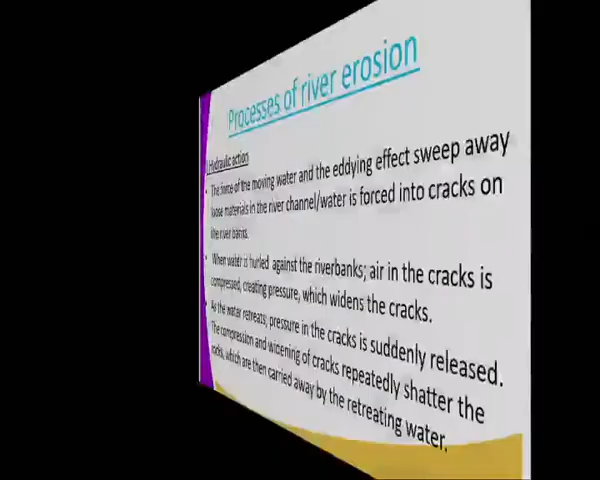 Processes of river erosion
Hydraulic action
• The force of the moving water and the eddying effect sweep away
loose materials in the river channel/water is forced into cracks on
the river banks.
• When water is hurled against the riverbanks; air in the cracks is
compressed, creating pressure, which widens the cracks.
• As the water retreats; pressure in the cracks is suddenly released.
The compression and widening of cracks repeatedly shatter the
rocks, which are then carried away by the retreating water.